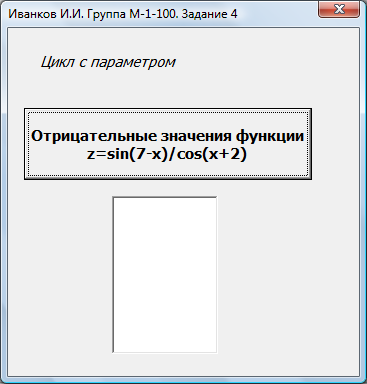 Иванков И.И. Группа М-1-100. Задание 4
Цикл с параметром
Отрицательные значения функции
z=sin(7-x)/cos(x+2)